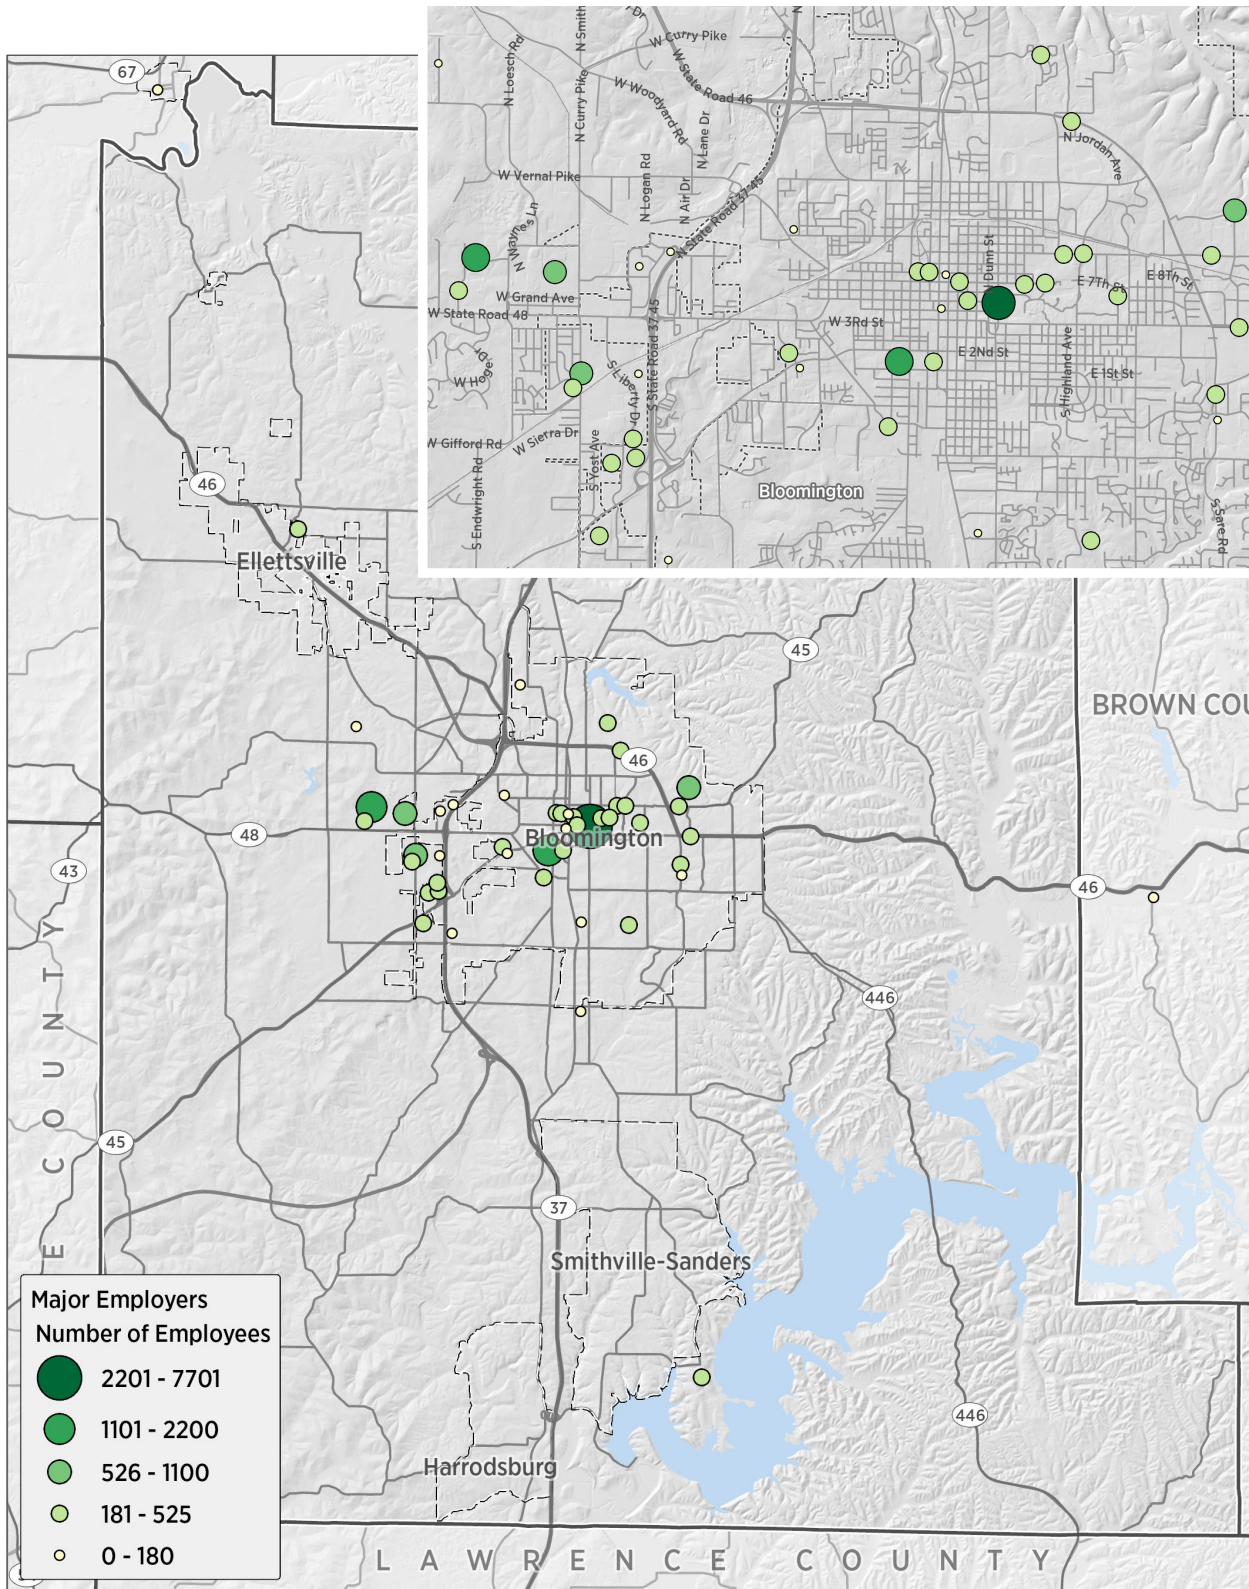 W Curry Pike
N Smith
N Loesch Rd
N Curry Pike
W State Road 46
W Woodyard Rd
N Lane Dr
N Jordan Ave
N Logan Rd
N Air Dr
W Vernal Pike
N State Road 37 45
N Waynes Ln
N Dunn St
E 8Th St
E 7Th St
W Grand Ave
W State Road 48
S State Road 37 45
W 3Rd St
E 2Nd St
E 1St St
S Highland Ave
W Hoge Dr
S Liberty Dr
W Gifford Rd
W Sierra Dr
S Yost Ave
S Endwright Rd
S Sare Rd
Bloomington
67
46
Ellettsville
45
BROWN COU
46
48
Bloomington
43
46
446
45
37
Smithville-Sanders
446
Harrodsburg
E COUNTY
LAWRENCE COUNTY
Major Employers
Number of Employees
2201 - 7701
1101 - 2200
526 - 1100
181 - 525
0 - 180